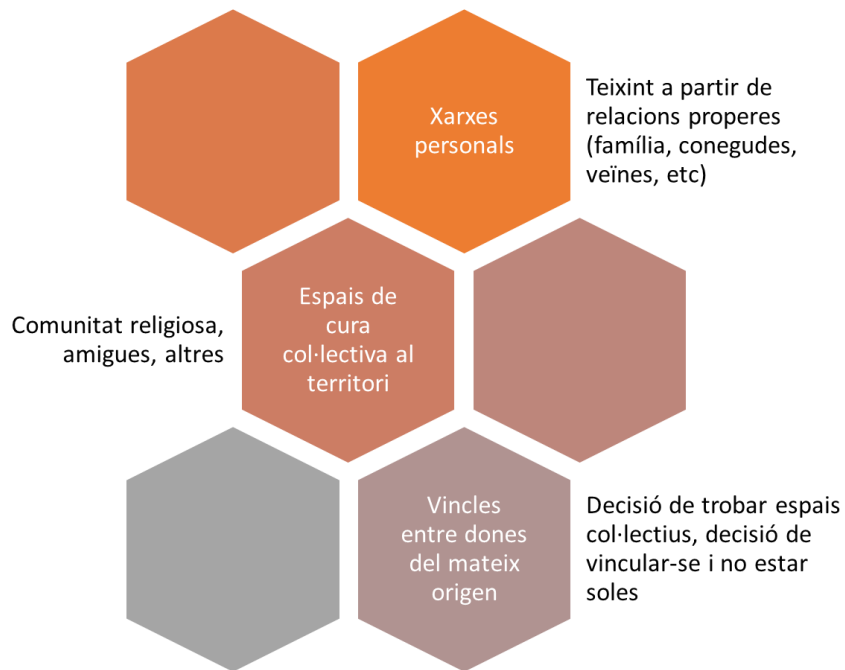 Xarxes
personals
Teixint a partir de
relacions properes
(família, conegudes,
veïnes, etc)
Comunitat religiosa,
amigues, altres
Espais de
cura
col·lectiva al
territori
Vincles
entre dones
del mateix
origen
Decisió de trobar espais
col·lectius, decisió de
vincular-se i no estar
soles